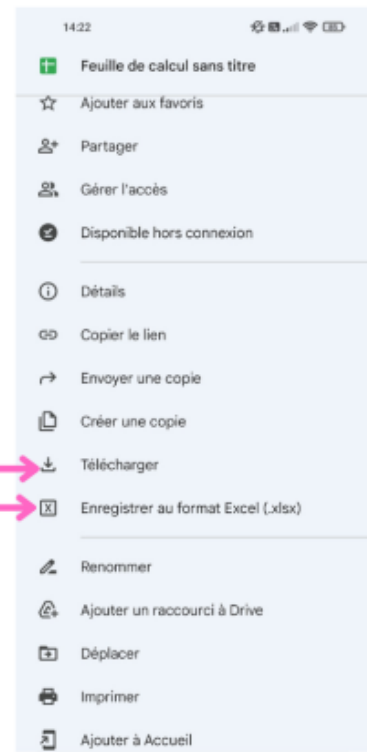 14:22
Feuille de calcul sans titre
Ajouter aux favoris
Partager
Gérer l'accès
Disponible hors connexion
Détails
Copier le lien
Envoyer une copie
Créer une copie
Télécharger
Enregistrer au format Excel (.xlsx)
Renommer
Ajouter un raccourci à Drive
Déplacer
Imprimer
Ajouter à Accueil